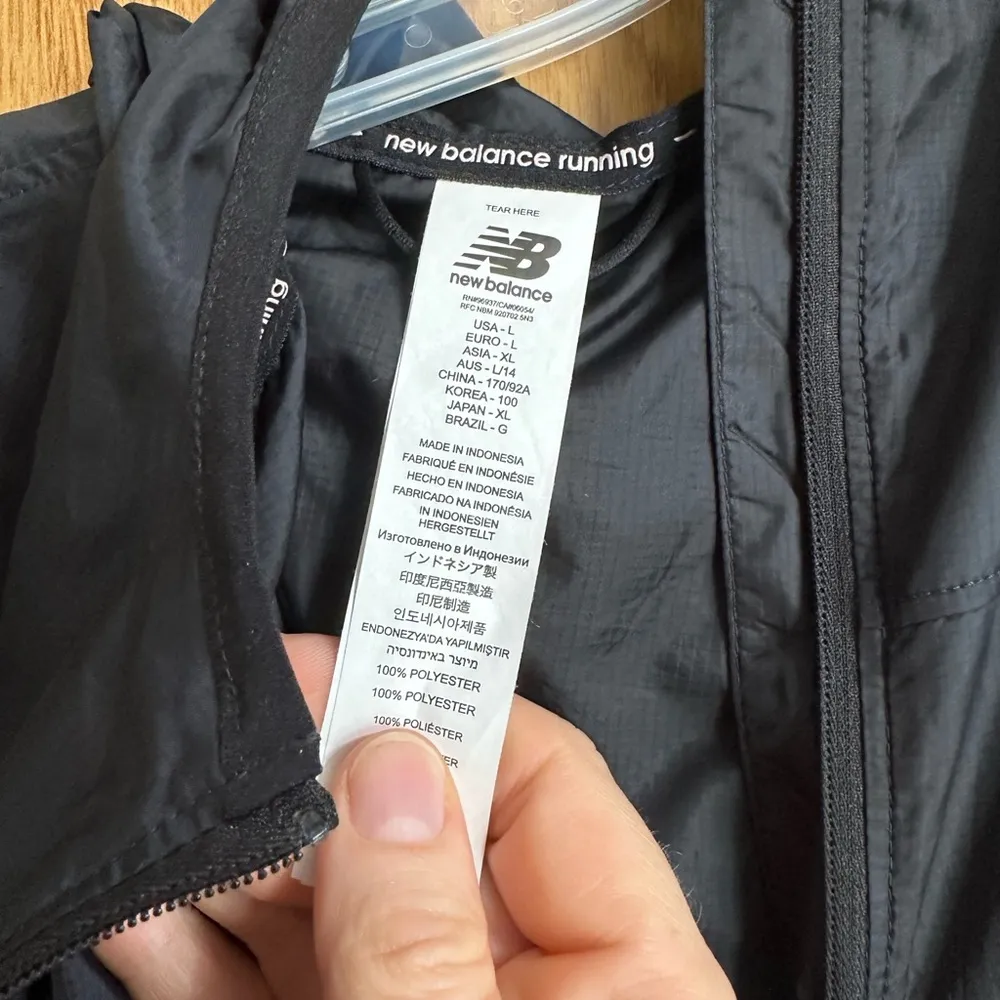 new balance running
TEAR HERE
NB
new balance
RN#96937/CA#06054/
RFC NBM 920702 5N3
USA - L
EURO - L
ASIA - XL
AUS - L/14
CHINA - 170/92A
KOREA - 100
JAPAN - XL
BRAZIL - G
MADE IN INDONESIA
FABRIQUÉ EN INDONÉSIE
HECHO EN INDONESIA
FABRICADO NA INDONÉSIA
IN INDONESIEN
HERGESTELLT
Изготовлено в Индонезии
インドネシア製
印度尼西亞製造
印尼制造
인도네시아제품
ENDONEZYA'DA YAPILMIŞTIR
מיוצר באינדונסיה
100% POLYESTER
100% POLYESTER
100% POLIÉSTER